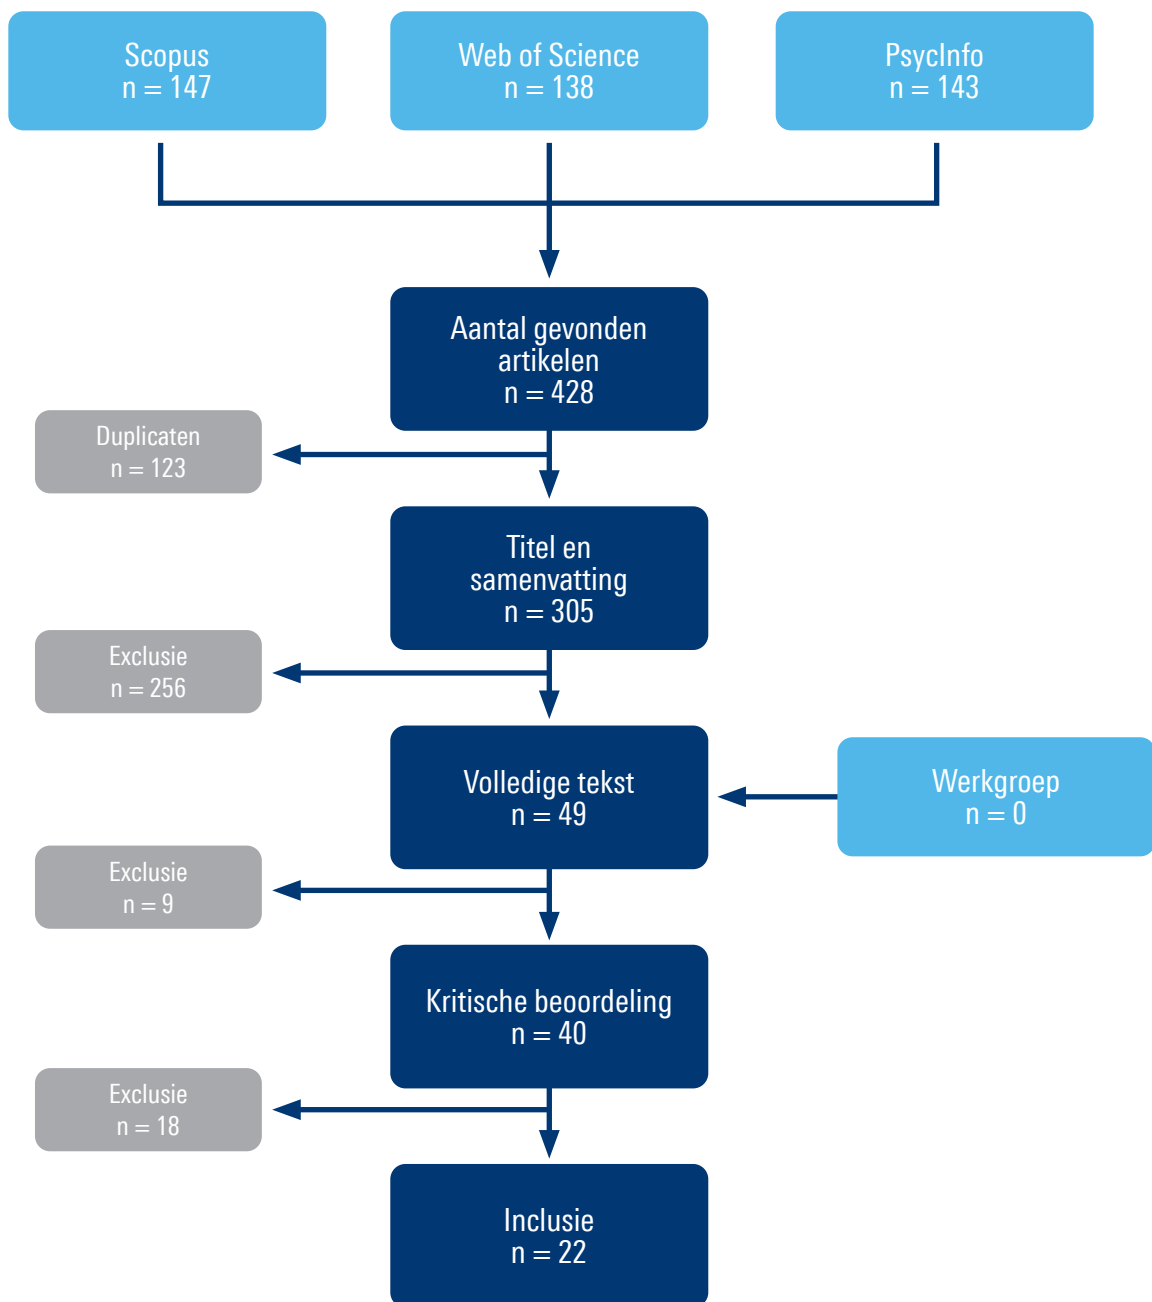 Scopus
n = 147
Web of Science
n = 138
PsycInfo
n = 143
Aantal gevonden
artikelen
n = 428
Duplicaten
n = 123
Titel en
samenvatting
n = 305
Exclusie
n = 256
Volledige tekst
n = 49
Werkgroep
n = 0
Exclusie
n = 9
Kritische beoordeling
n = 40
Exclusie
n = 18
Inclusie
n = 22